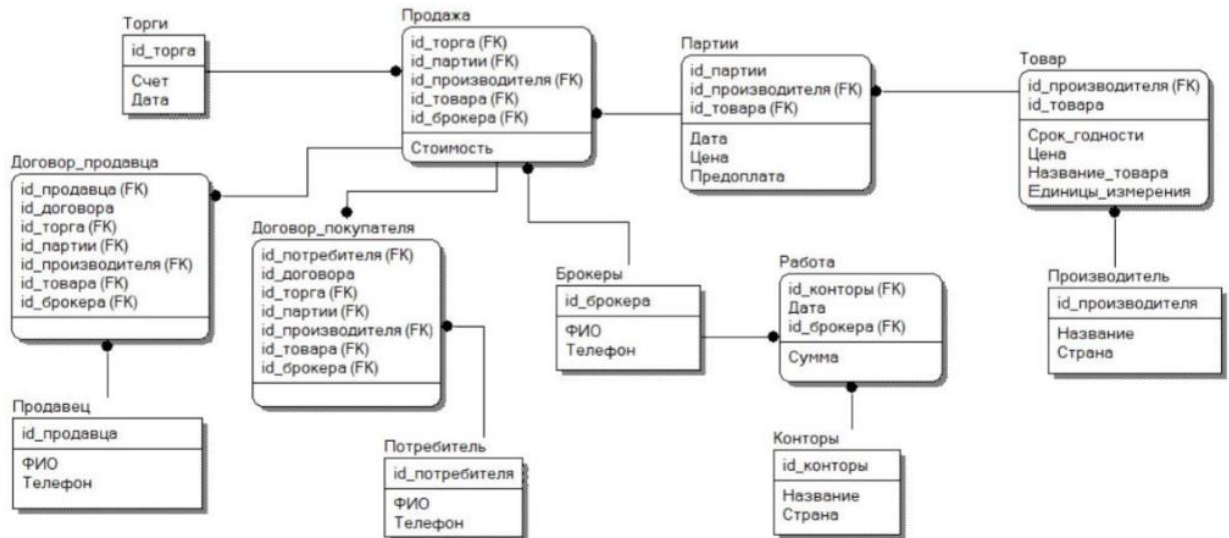 Торги
id_торга
Счет
Дата
Продажа
id_торга (FK)
id_партии (FK)
id_производителя (FK)
id_товара (FK)
id_брокера (FK)
Стоимость
Партии
id_партии
id_производителя (FK)
id_товара (FK)
Дата
Цена
Предоплата
Товар
id_производителя (FK)
id_товара
Срок_годности
Цена
Название_товара
Единицы_измерения
Договор_продавца
id_продавца (FK)
id_договора
id_торга (FK)
id_партии (FK)
id_производителя (FK)
id_товара (FK)
id_брокера (FK)
Договор_покупателя
id_потребителя (FK)
id_договора
id_торга (FK)
id_партии (FK)
id_производителя (FK)
id_товара (FK)
id_брокера (FK)
Брокеры
id_брокера
ФИО
Телефон
Работа
id_конторы (FK)
Дата
id_брокера (FK)
Сумма
Производитель
id_производителя
Название
Страна
Продавец
id_продавца
ФИО
Телефон
Потребитель
id_потребителя
ФИО
Телефон
Конторы
id_конторы
Название
Страна